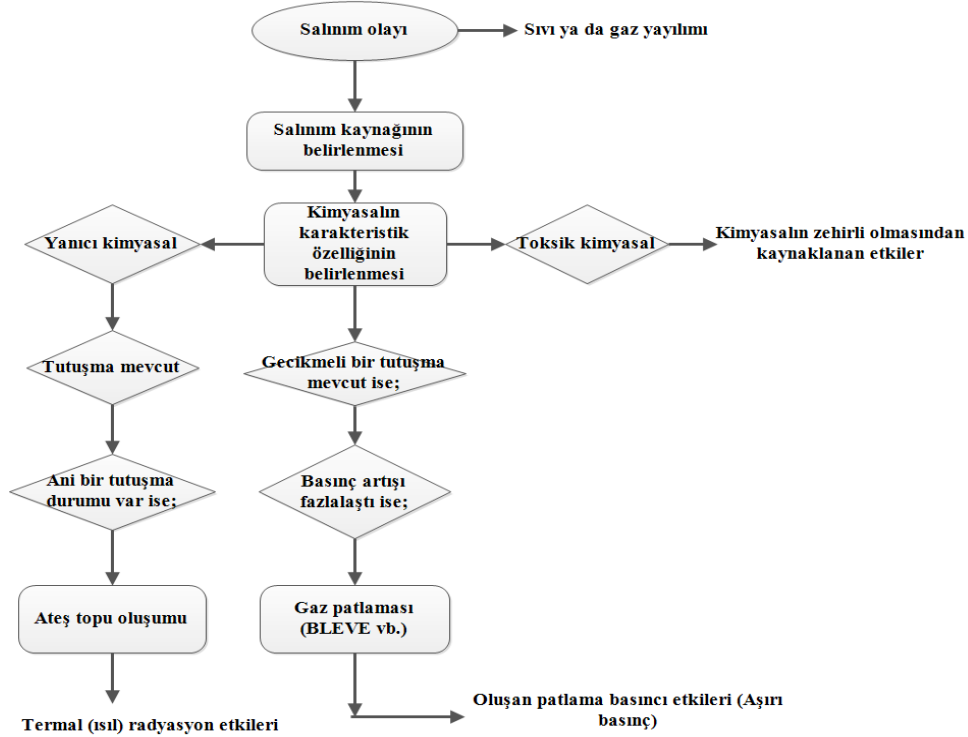 Salınım olayı
Sıvı ya da gaz yayılımı
Salınım kaynağının
belirlenmesi
Yanıcı kimyasal
Kimyasalın
karakteristik
özelliğinin
belirlenmesi
Toksik kimyasal
Kimyasalın zehirli olmasından
kaynaklanan etkiler
Tutuşma mevcut
Gecikmeli bir tutuşma
mevcut ise;
Ani bir tutuşma
durumu var ise;
Basınç artışı
fazlalaştı ise;
Ateş topu oluşumu
Gaz patlaması
(BLEVE vb.)
Termal (ısıl) radyasyon etkileri
Oluşan patlama basıncı etkileri (Aşırı
basınç)